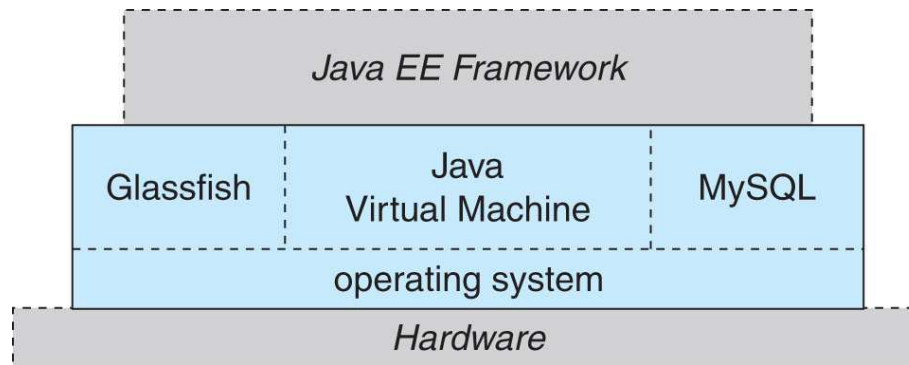 Java EE Framework
Glassfish
Java
Virtual Machine
MySQL
operating system
Hardware